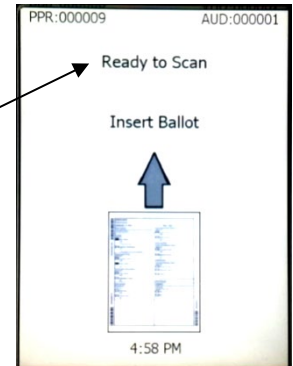 PPR:000009 AUD:000001
Ready to Scan
Insert Ballot
4:58 PM